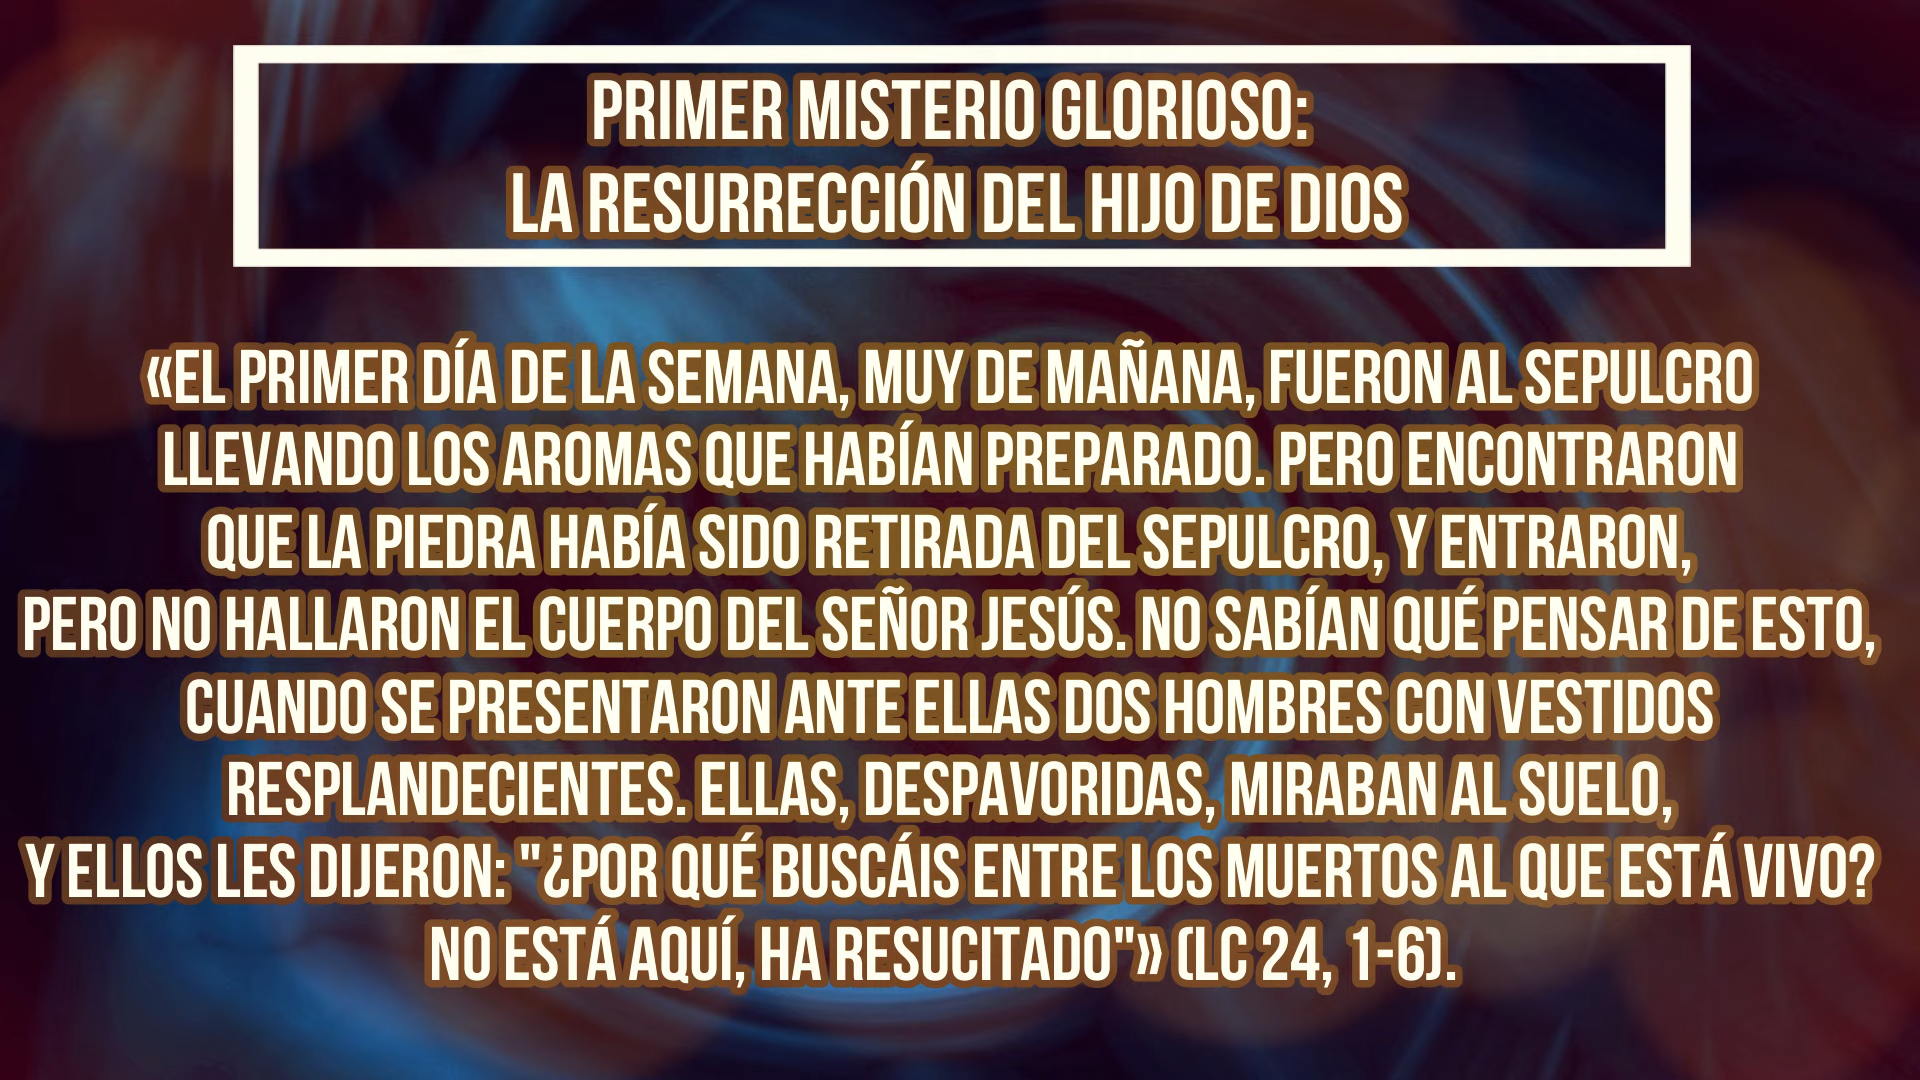 PRIMER MISTERIO GLORIOSO:
LA RESURRECCIÓN DEL HIJO DE DIOS
«EL PRIMER DÍA DE LA SEMANA, MUY DE MAÑANA, FUERON AL SEPULCRO
LLEVANDO LOS AROMAS QUE HABÍAN PREPARADO. PERO ENCONTRARON
QUE LA PIEDRA HABÍA SIDO RETIRADA DEL SEPULCRO, Y ENTRARON,
PERO NO HALLARON EL CUERPO DEL SEÑOR JESÚS. NO SABÍAN QUÉ PENSAR DE ESTO,
CUANDO SE PRESENTARON ANTE ELLAS DOS HOMBRES CON VESTIDOS
RESPLANDECIENTES. ELLAS, DESPAVORIDAS, MIRABAN AL SUELO,
Y ELLOS LES DIJERON: "¿POR QUÉ BUSCÁIS ENTRE LOS MUERTOS AL QUE ESTÁ VIVO?
NO ESTÁ AQUÍ, HA RESUCITADO"» (LC 24, 1-6).